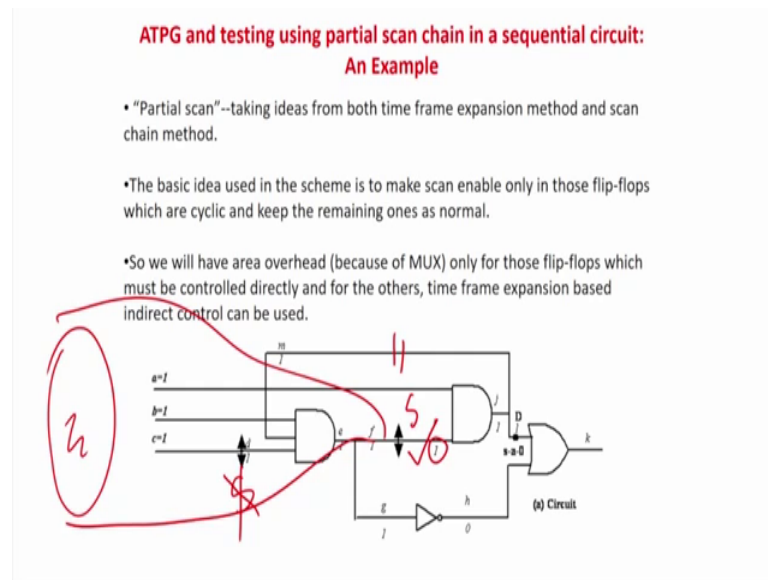 ATPG and testing using partial scan chain in a sequential circuit:
An Example
• “Partial scan”--taking ideas from both time frame expansion method and scan
chain method.
•The basic idea used in the scheme is to make scan enable only in those flip-flops
which are cyclic and keep the remaining ones as normal.
•So we will have area overhead (because of MUX) only for those flip-flops which
must be controlled directly and for the others, time frame expansion based
indirect control can be used.
m
1
a=1
b=1
c=1
e
f
1
j
1
D
1
s-a-0
k
g
1
h
0
(a) Circuit